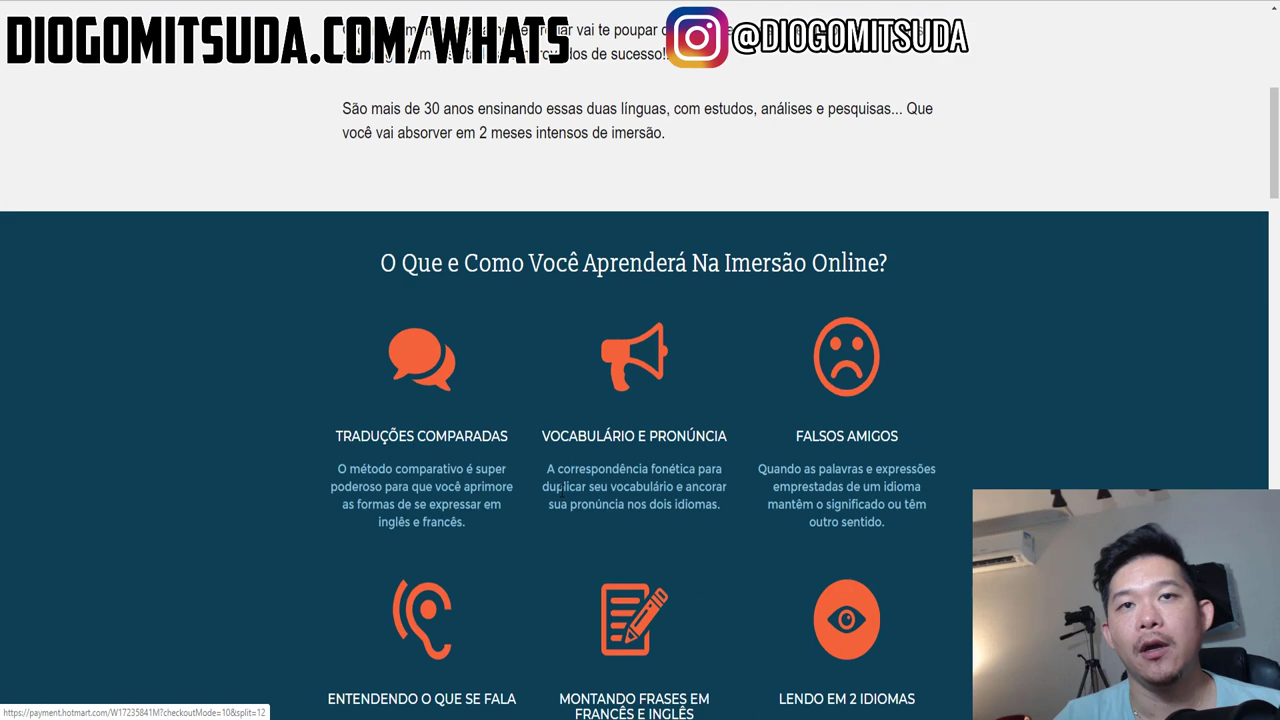 DIOGOMITSUDA.COM/WHATS
@DIOGOMITSUDA
vai te poupar
dos de sucesso!
São mais de 30 anos ensinando essas duas línguas, com estudos, análises e pesquisas... Que
você vai absorver em 2 meses intensos de imersão.
O Que e Como Você Aprenderá Na Imersão Online?
TRADUÇÕES COMPARADAS
O método comparativo é super
poderoso para que você aprimore
as formas de se expressar em
inglês e francês.
VOCABULÁRIO E PRONÚNCIA
A correspondência fonética para
duplicar seu vocabulário e ancorar
sua pronúncia nos dois idiomas.
FALSOS AMIGOS
Quando as palavras e expressões
emprestadas de um idioma
mantêm o significado ou têm
outro sentido.
ENTENDENDO O QUE SE FALA
MONTANDO FRASES EM
FRANCÊS E INGLÊS
LENDO EM 2 IDIOMAS
https://payment.hotmart.com/W17235841M?checkoutMode=10&split=12